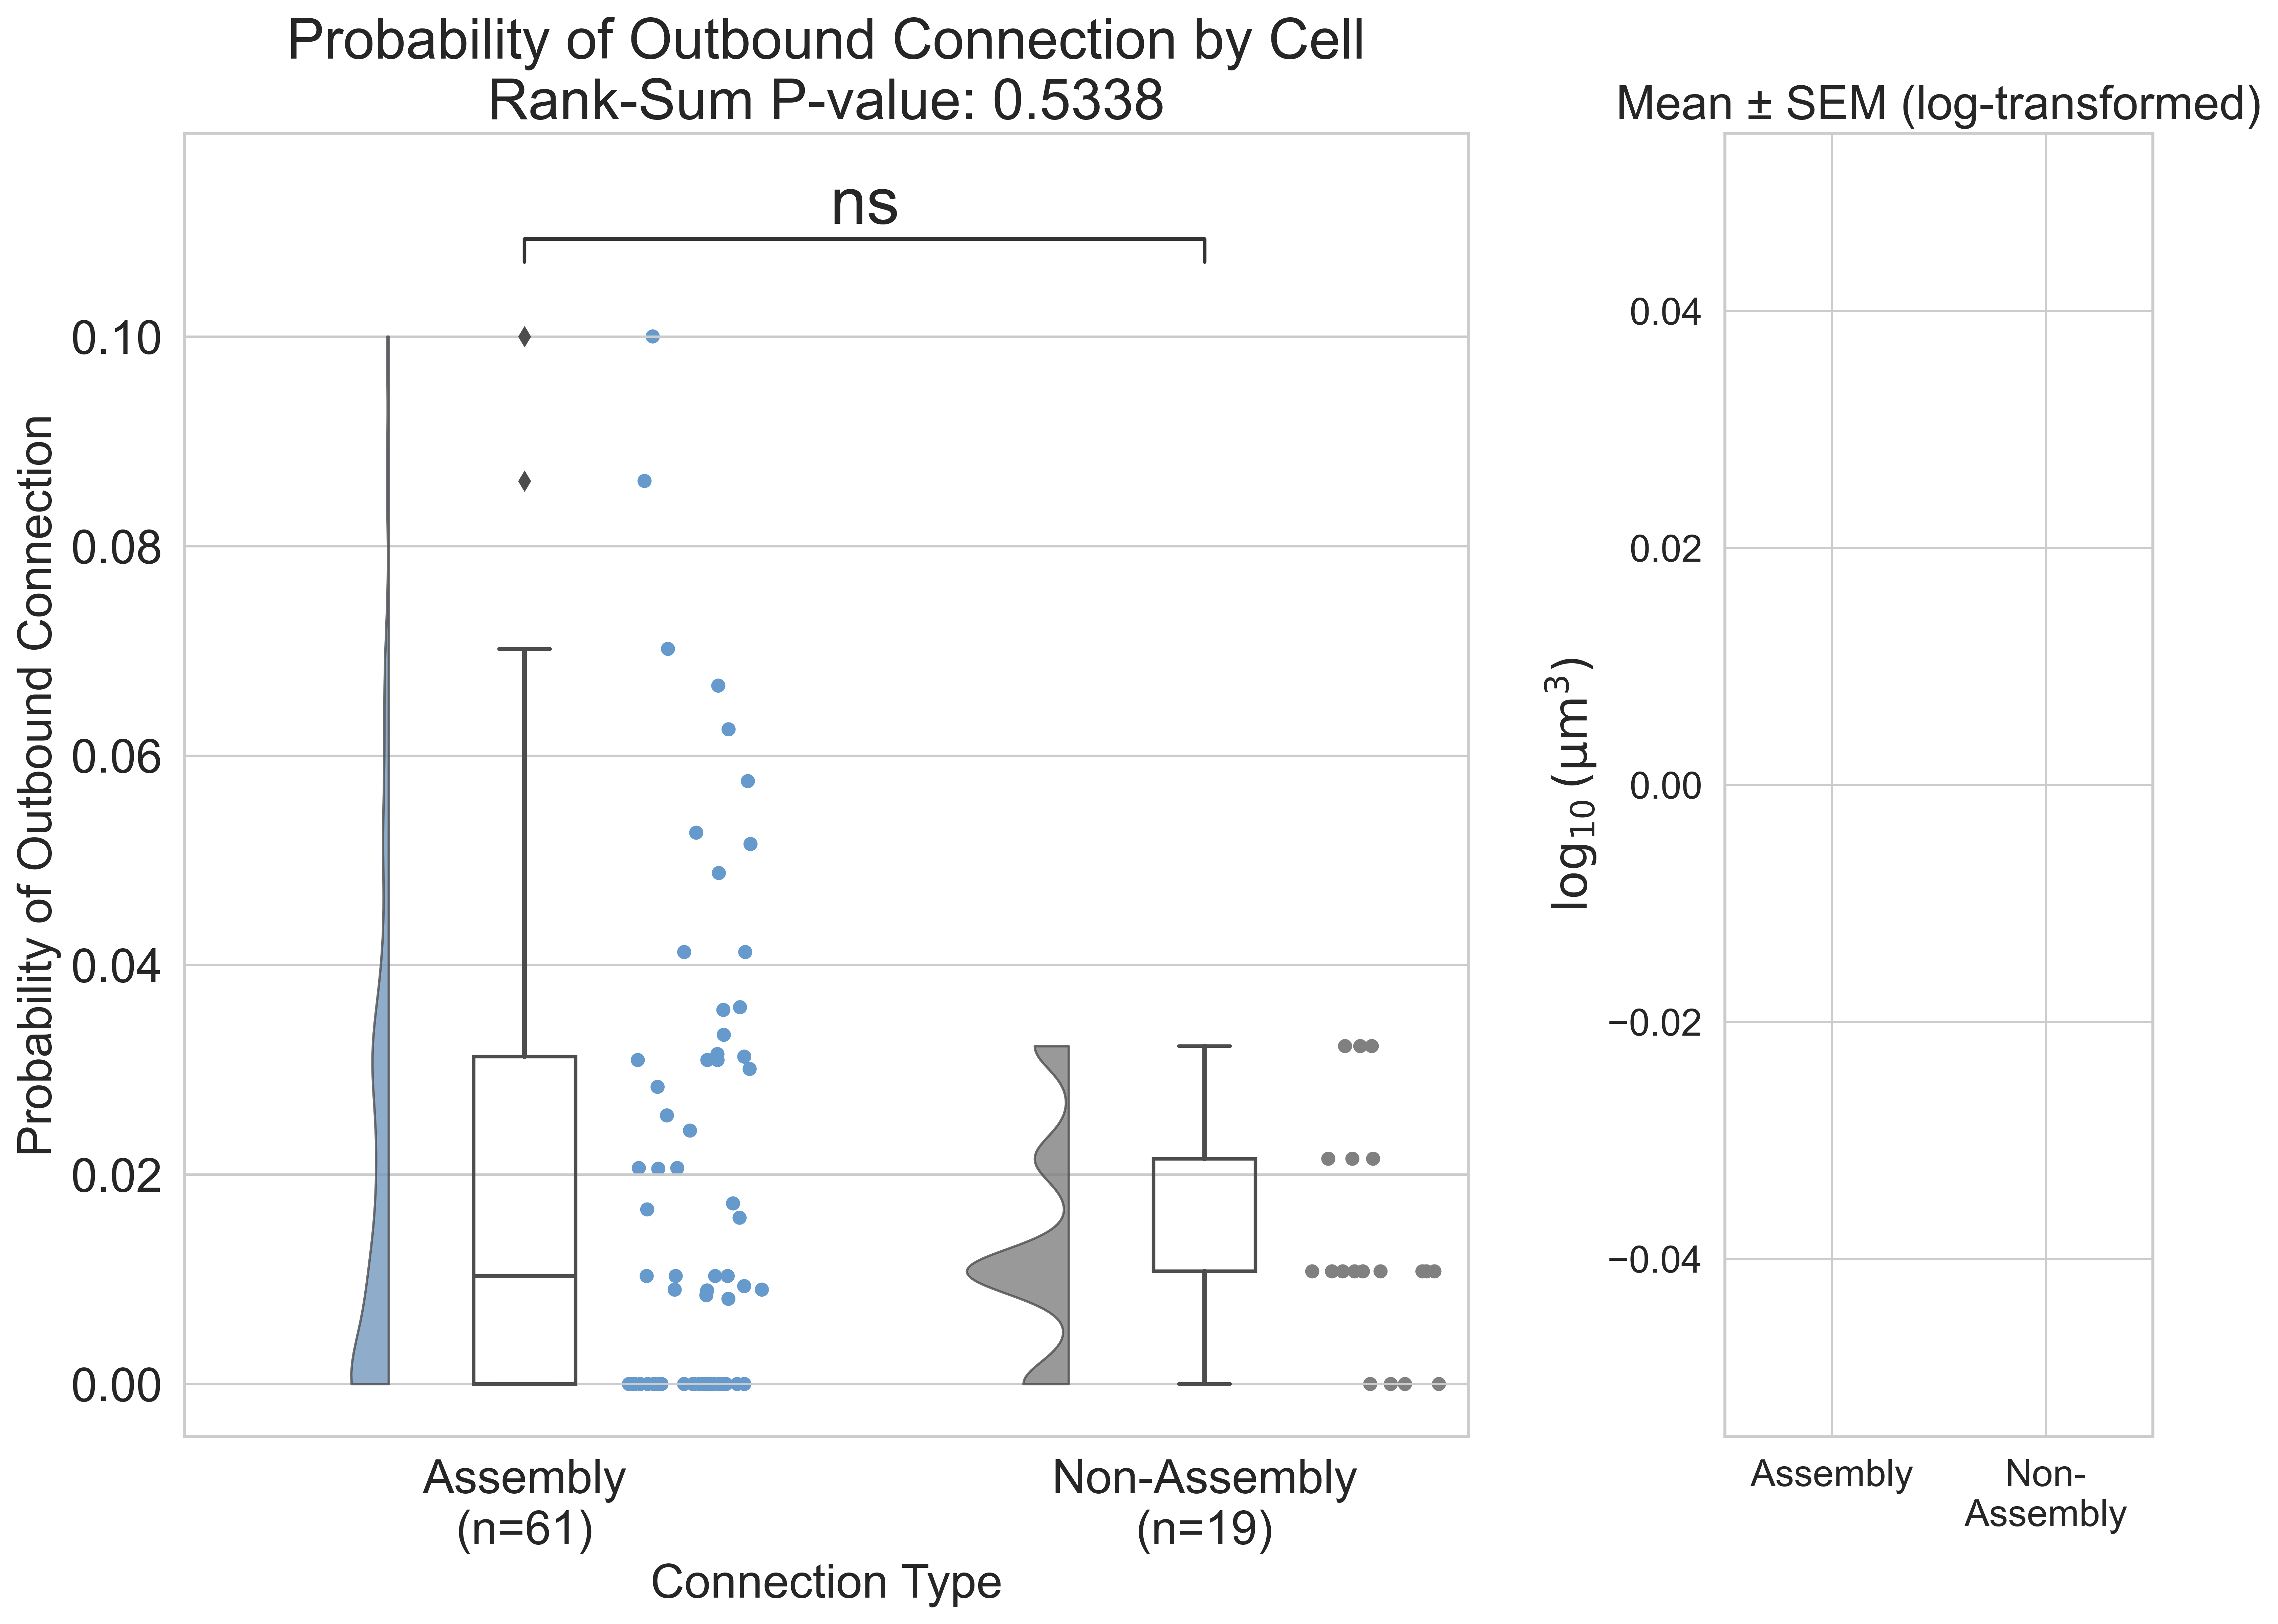 Probability of Outbound Connection by Cell
Rank-Sum P-value: 0.5338
ns
Probability of Outbound Connection
0.10
0.08
0.06
0.04
0.02
0.00
Assembly
(n=61)
Non-Assembly
(n=19)
Connection Type
Mean ± SEM (log-transformed)
log₁₀ (µm³)
0.04
0.02
0.00
−0.02
−0.04
Assembly
Non-
Assembly